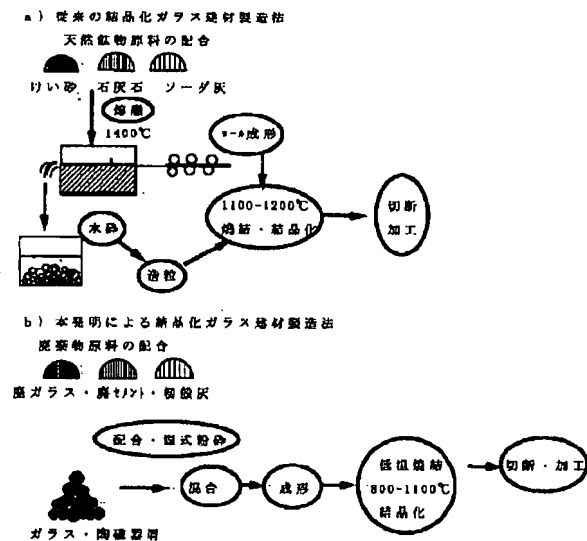 a) 従来の結晶化ガラス建材製造法
天然鉱物原料の配合
けい砂 石灰石 ソーダ灰
熔融
1400℃
ロール成形
1100-1200℃
焼結・結晶化
切断
加工
水砕
造粒
b) 本発明による結晶化ガラス建材製造法
廃棄物原料の配合
廃ガラス・廃セメント・籾殻灰
配合・湿式粉砕
混合
成形
低温焼結
800-1100℃
結晶化
切断・加工
ガラス・陶磁器屑